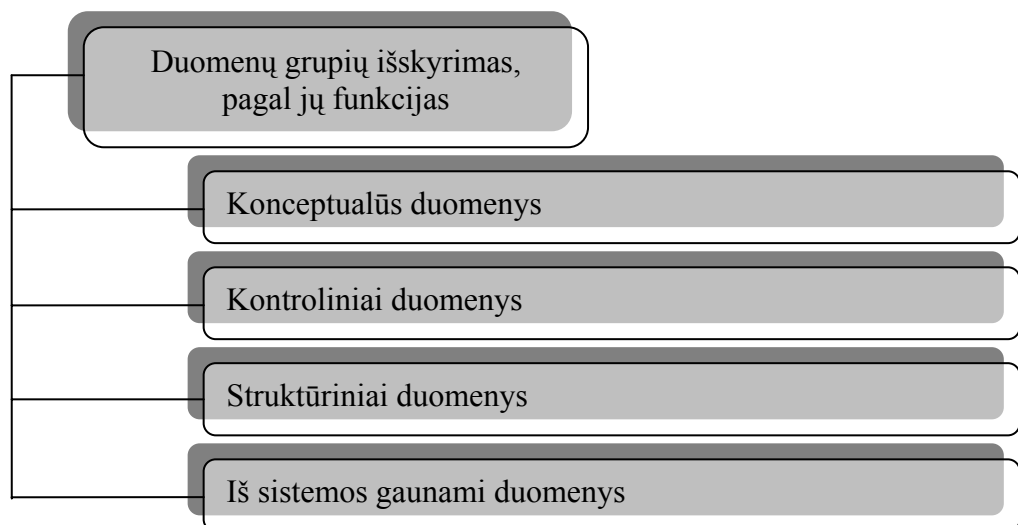 Duomenų grupių išskyrimas,
pagal jų funkcijas
Konceptualūs duomenys
Kontroliniai duomenys
Struktūriniai duomenys
Iš sistemos gaunami duomenys